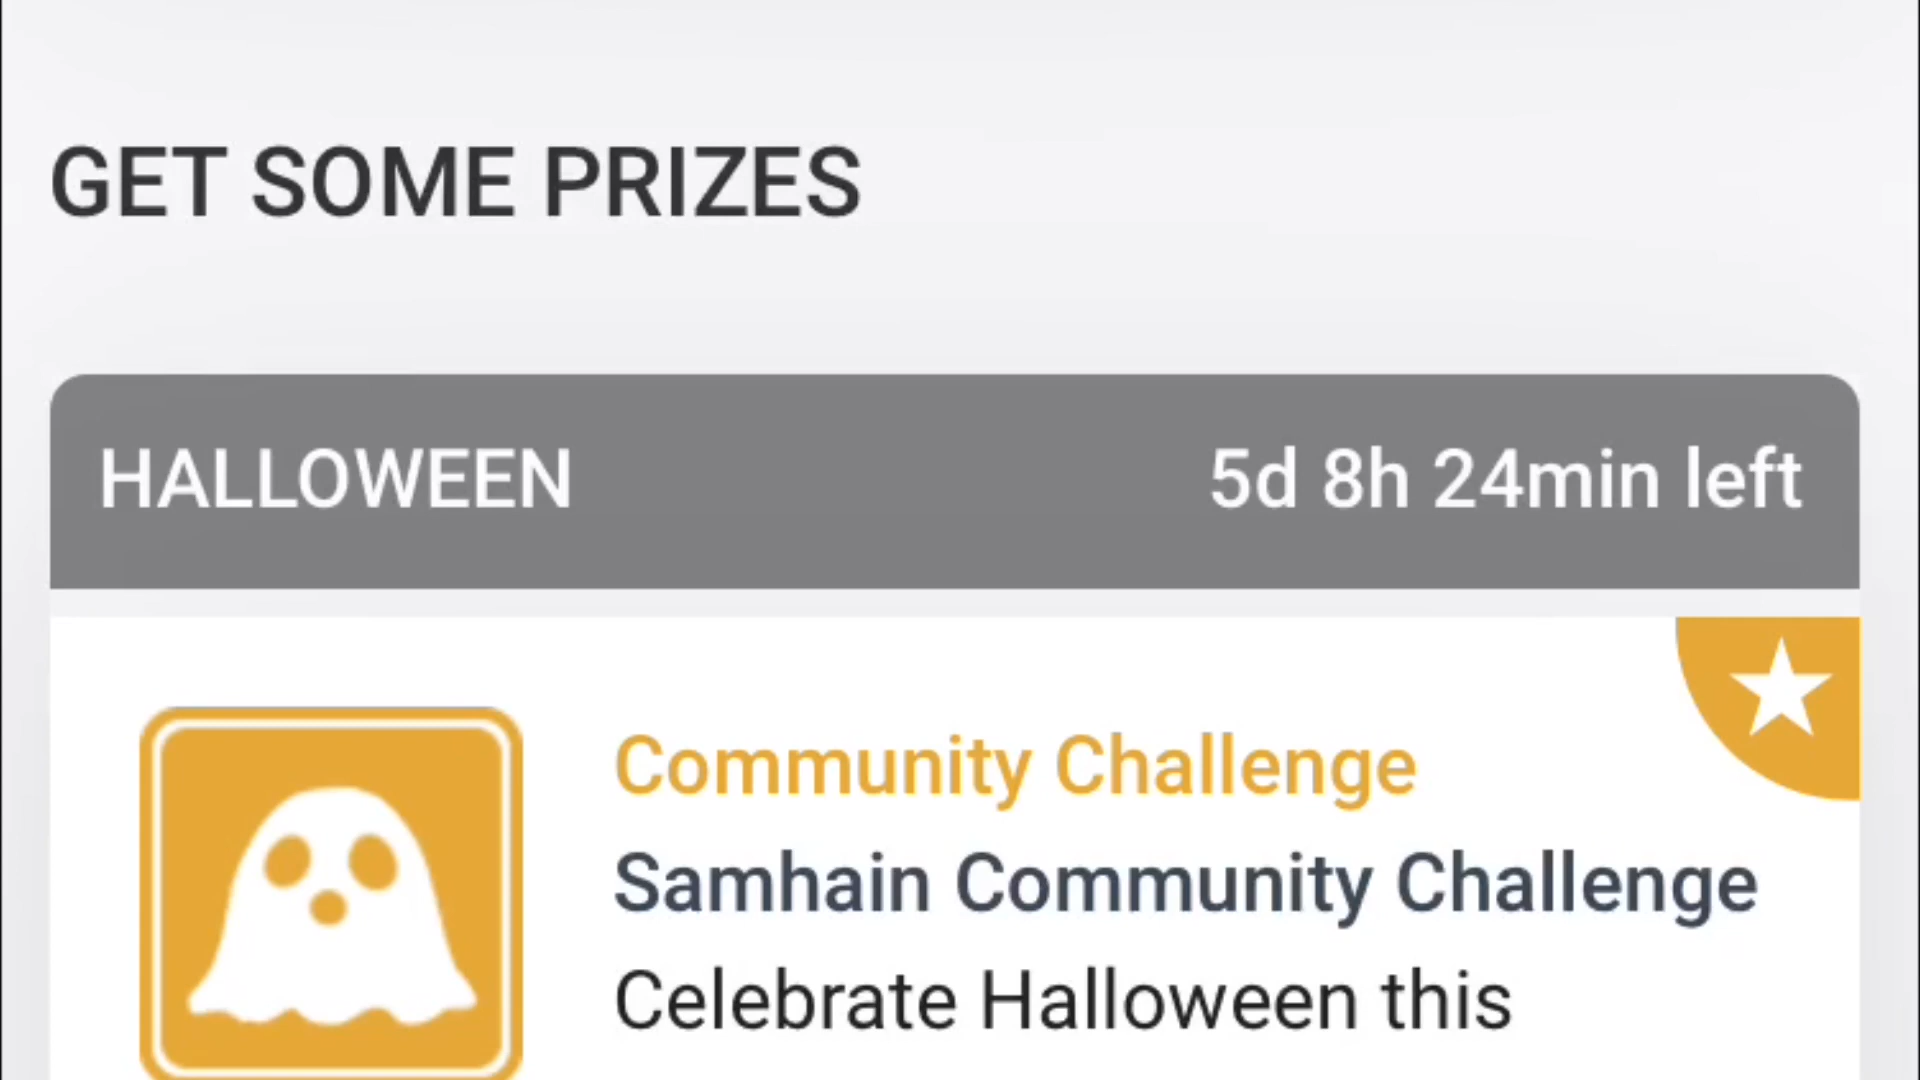 GET SOME PRIZES
HALLOWEEN 5d 8h 24min left
Community Challenge
Samhain Community Challenge
Celebrate Halloween this